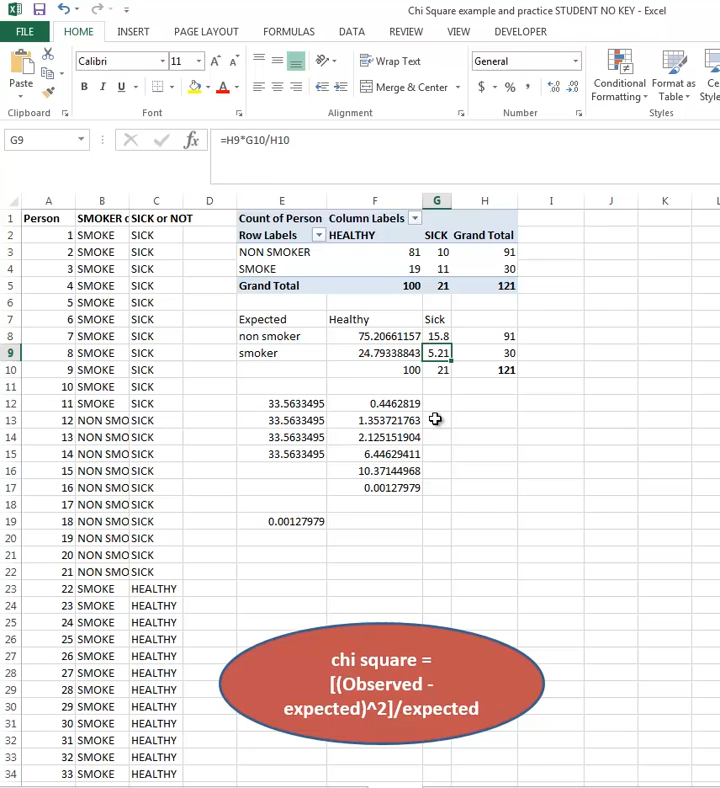 Chi Square example and practice STUDENT NO KEY - Excel
FILE HOME INSERT PAGE LAYOUT FORMULAS DATA REVIEW VIEW DEVELOPER
Calibri 11 Wrap Text General
Paste B I U Merge & Center $ % , Conditional Formatting Format as Table
Clipboard Font Alignment Number Styles
G9 fx =H9*G10/H10
A B C D E F G H I J K L
1 Person SMOKER SICK or NOT Count of Person Column Labels
2 1 SMOKE SICK Row Labels HEALTHY SICK Grand Total
3 2 SMOKE SICK NON SMOKER 81 10 91
4 3 SMOKE SICK SMOKE 19 11 30
5 4 SMOKE SICK Grand Total 100 21 121
6 5 SMOKE SICK
7 6 SMOKE SICK Expected Healthy Sick
8 7 SMOKE SICK non smoker 75.20661157 15.8 91
9 8 SMOKE SICK smoker 24.79338843 5.21 30
10 9 SMOKE SICK 100 21 121
11 10 SMOKE SICK
12 11 SMOKE SICK 33.5633495 0.4462819
13 12 NON SMO SICK 33.5633495 1.353721763
14 13 NON SMO SICK 33.5633495 2.125151904
15 14 NON SMO SICK 33.5633495 6.44629411
16 15 NON SMO SICK 10.37144968
17 16 NON SMO SICK 0.00127979
18 17 NON SMO SICK
19 18 NON SMO SICK 0.00127979
20 19 NON SMO SICK
21 20 NON SMO SICK
22 21 NON SMO SICK
23 22 SMOKE HEALTHY
24 23 SMOKE HEALTHY
25 24 SMOKE HEALTHY
26 25 SMOKE HEALTHY
27 26 SMOKE HEALTHY
28 27 SMOKE HEALTHY
29 28 SMOKE HEALTHY
30 29 SMOKE HEALTHY
31 30 SMOKE HEALTHY
32 31 SMOKE HEALTHY
33 32 SMOKE HEALTHY
34 33 SMOKE HEALTHY
chi square =
[(Observed -
expected)^2]/expected